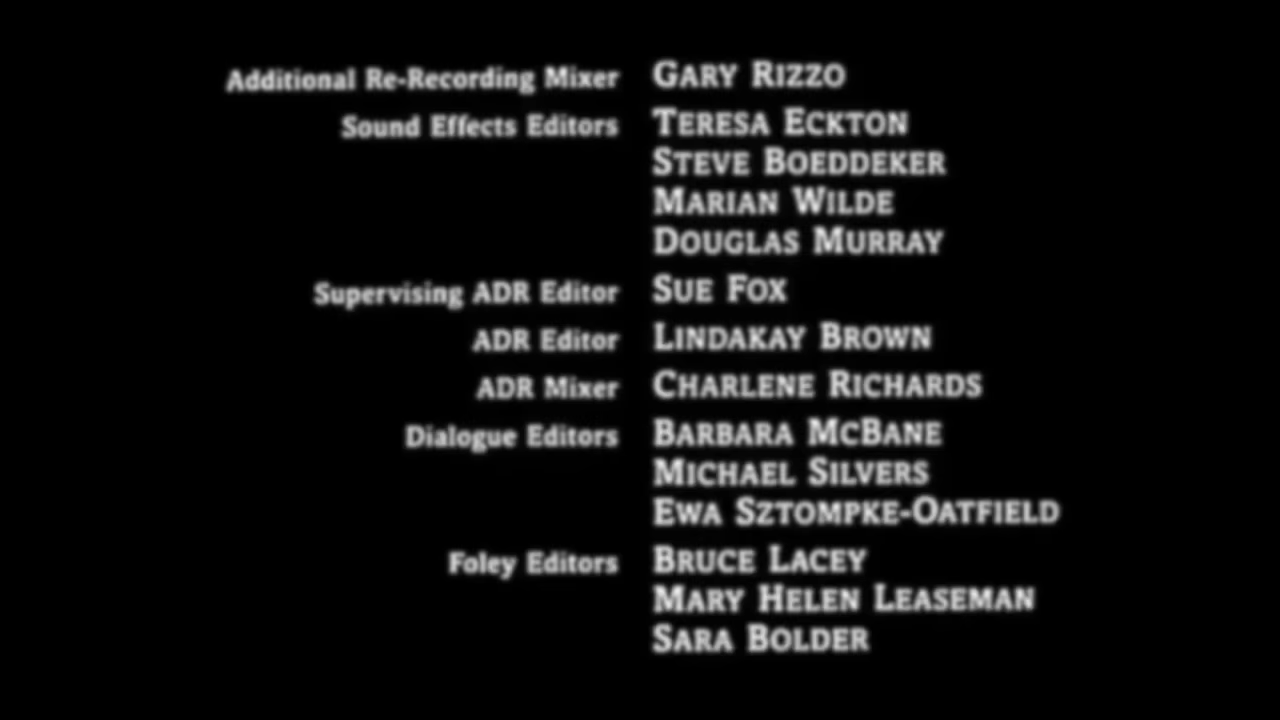 Additional Re-Recording Mixer GARY RIZZO
Sound Effects Editors TERESA ECKTON
STEVE BOEDDEKER
MARIAN WILDE
DOUGLAS MURRAY
Supervising ADR Editor SUE FOX
ADR Editor LINDAKAY BROWN
ADR Mixer CHARLENE RICHARDS
Dialogue Editors BARBARA MCBANE
MICHAEL SILVERS
EWA SZTOMPKE-OATFIELD
Foley Editors BRUCE LACEY
MARY HELEN LEASEMAN
SARA BOLDER